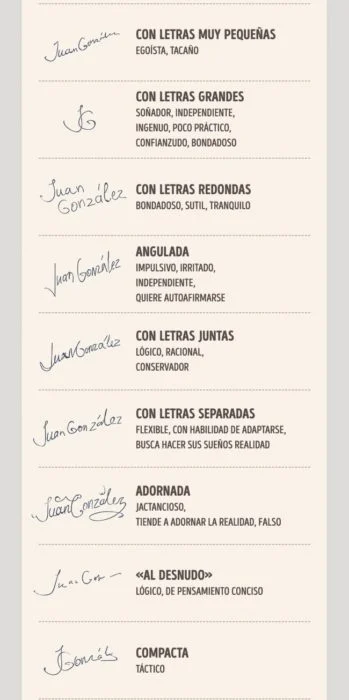 Juan González
CON LETRAS MUY PEQUEÑAS
EGOÍSTA, TACAÑO
JG
CON LETRAS GRANDES
SOÑADOR, INDEPENDIENTE,
INGENUO, POCO PRÁCTICO,
CONFIANZUDO, BONDADOSO
Juan
González
CON LETRAS REDONDAS
BONDADOSO, SUTIL, TRANQUILO
Juan González
ANGULADA
IMPULSIVO, IRRITADO,
INDEPENDIENTE,
QUIERE AUTOAFIRMARSE
Juan González
CON LETRAS JUNTAS
LÓGICO, RACIONAL,
CONSERVADOR
Juan González
CON LETRAS SEPARADAS
FLEXIBLE, CON HABILIDAD DE ADAPTARSE,
BUSCA HACER SUS SUEÑOS REALIDAD
Juan González
ADORNADA
JACTANCIOSO,
TIENDE A ADORNAR LA REALIDAD, FALSO
«AL DESNUDO»
LÓGICO, DE PENSAMIENTO CONCISO
COMPACTA
TÁCTICO